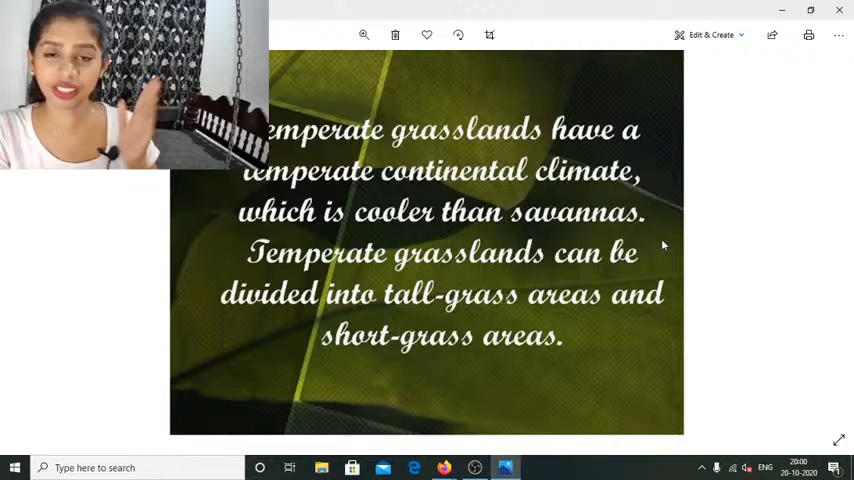 Edit & Create
emperate grasslands have a
temperate continental climate,
which is cooler than savannas.
Temperate grasslands can be
divided into tall-grass areas and
short-grass areas.
Type here to search
ENG
20:00
20-10-2020